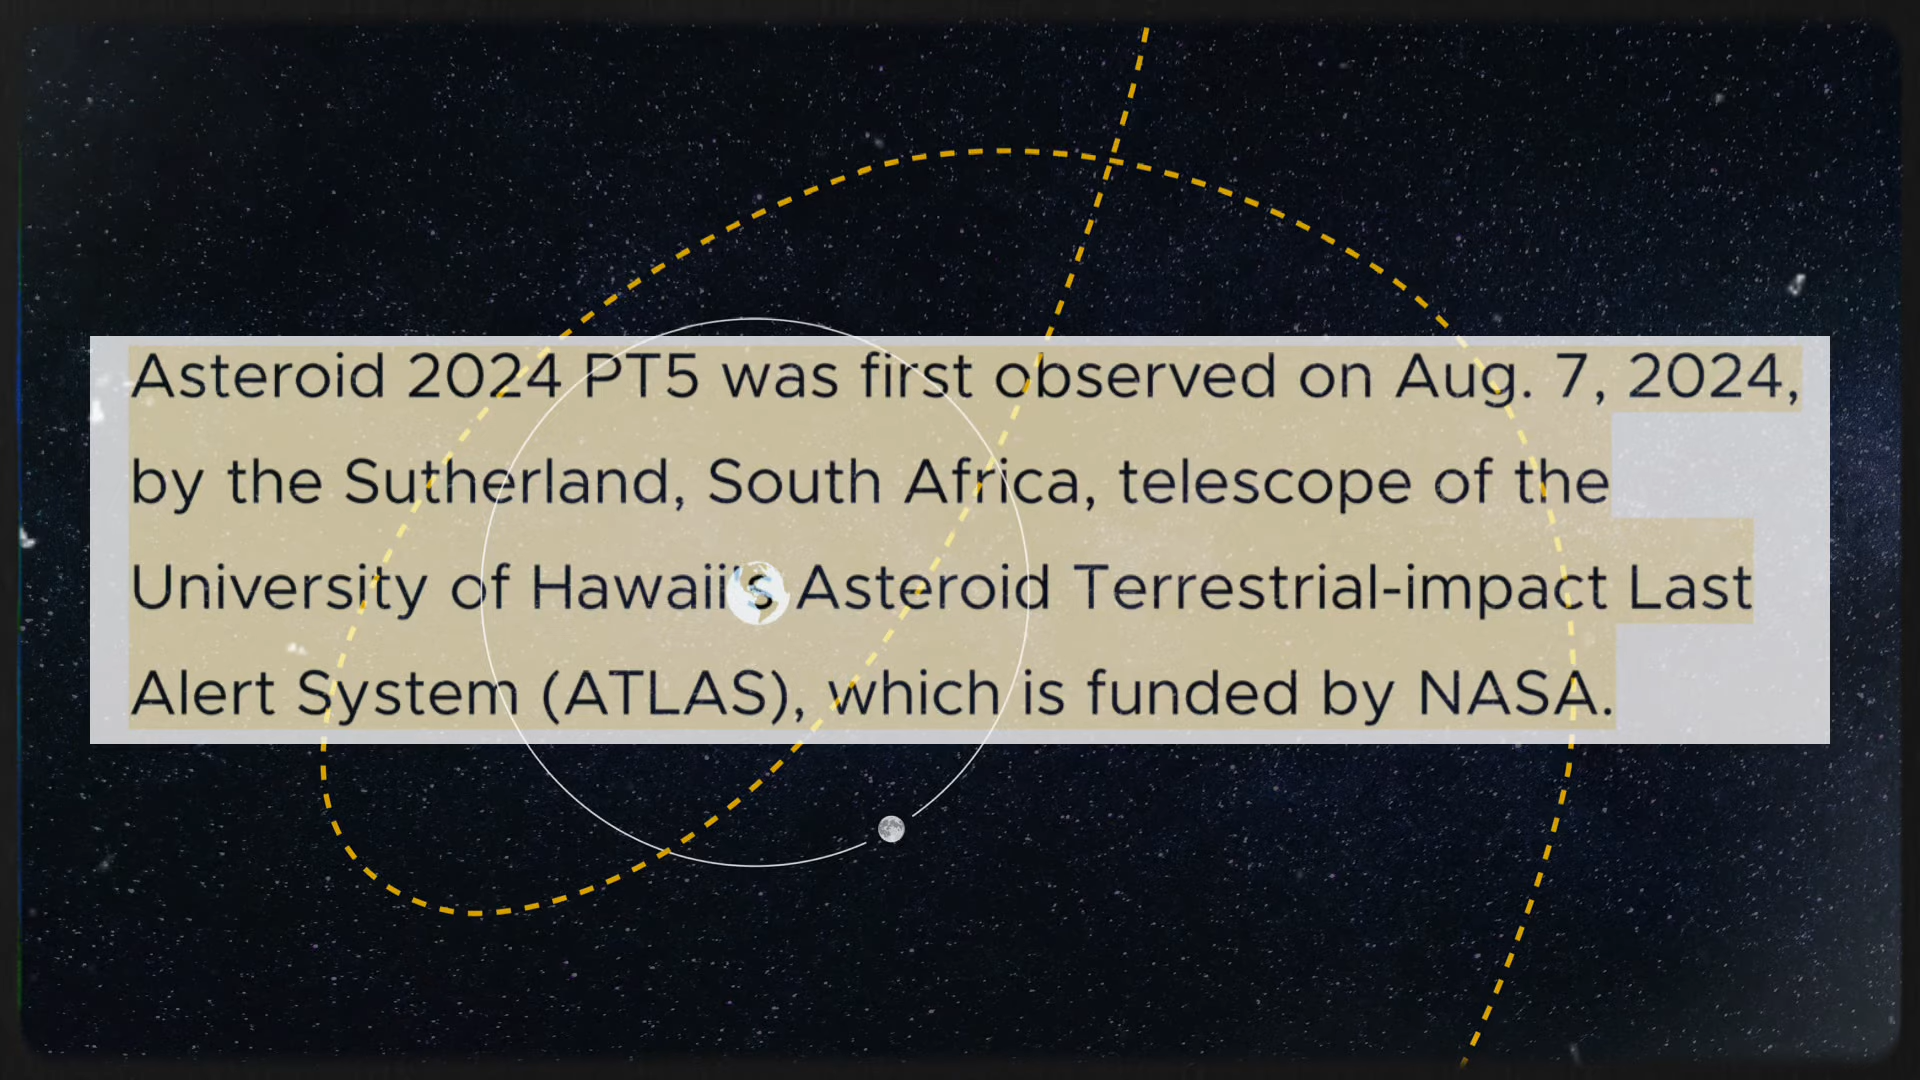 Asteroid 2024 PT5 was first observed on Aug. 7, 2024,
by the Sutherland, South Africa, telescope of the
University of Hawaii's Asteroid Terrestrial-impact Last
Alert System (ATLAS), which is funded by NASA.